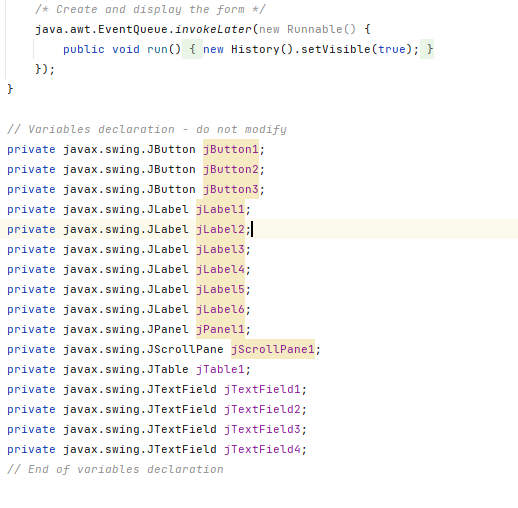 /* Create and display the form */
java.awt.EventQueue.invokeLater(new Runnable() {
public void run() { new History().setVisible(true); }
});
}
// Variables declaration - do not modify
private javax.swing.JButton jButton1;
private javax.swing.JButton jButton2;
private javax.swing.JButton jButton3;
private javax.swing.JLabel jLabel1;
private javax.swing.JLabel jLabel2;
private javax.swing.JLabel jLabel3;
private javax.swing.JLabel jLabel4;
private javax.swing.JLabel jLabel5;
private javax.swing.JLabel jLabel6;
private javax.swing.JPanel jPanel1;
private javax.swing.JScrollPane jScrollPane1;
private javax.swing.JTable jTable1;
private javax.swing.JTextField jTextField1;
private javax.swing.JTextField jTextField2;
private javax.swing.JTextField jTextField3;
private javax.swing.JTextField jTextField4;
// End of variables declaration